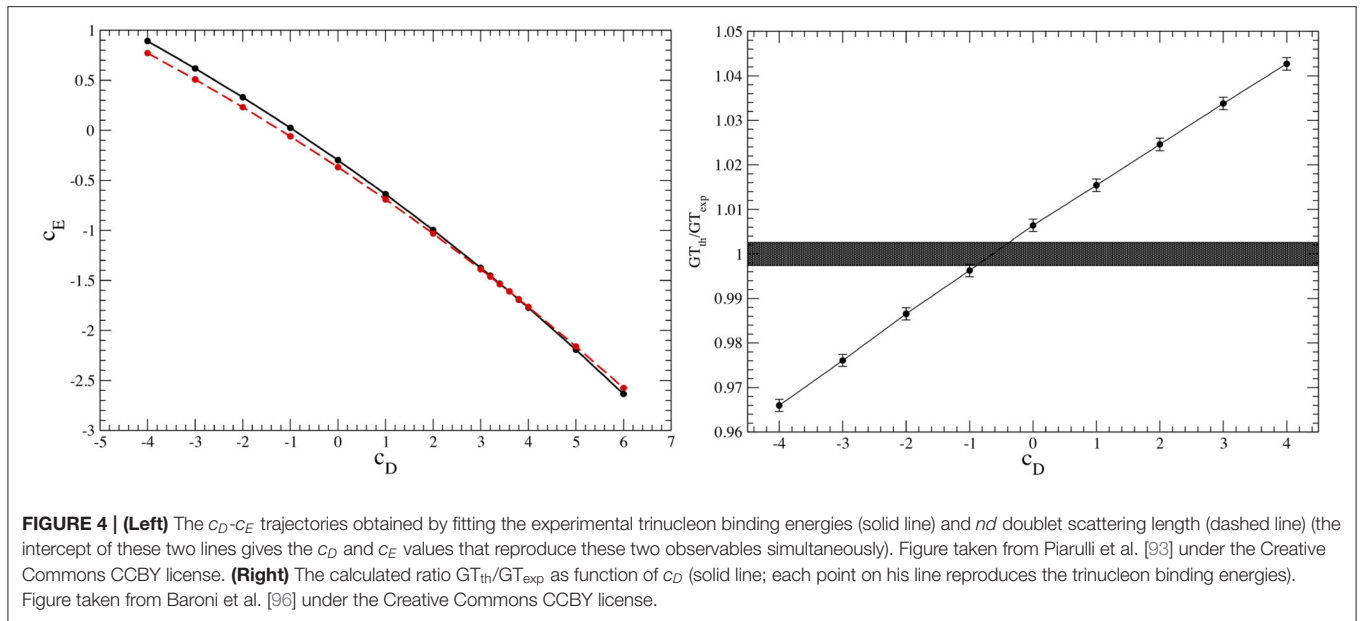 1
0.5
0
-0.5
-1
-1.5
-2
-2.5
-3
c_E
-5 -4 -3 -2 -1 0 1 2 3 4 5 6 7
c_D
1.05
1.04
1.03
1.02
1.01
1
0.99
0.98
0.97
0.96
GT_th/GT_exp
-4 -3 -2 -1 0 1 2 3 4
c_D
FIGURE 4 | (Left) The c_D-c_E trajectories obtained by fitting the experimental trinucleon binding energies (solid line) and nd doublet scattering length (dashed line) (the
intercept of these two lines gives the c_D and c_E values that reproduce these two observables simultaneously). Figure taken from Piarulli et al. [93] under the Creative
Commons CCBY license. (Right) The calculated ratio GT_th/GT_exp as function of c_D (solid line; each point on his line reproduces the trinucleon binding energies).
Figure taken from Baroni et al. [96] under the Creative Commons CCBY license.